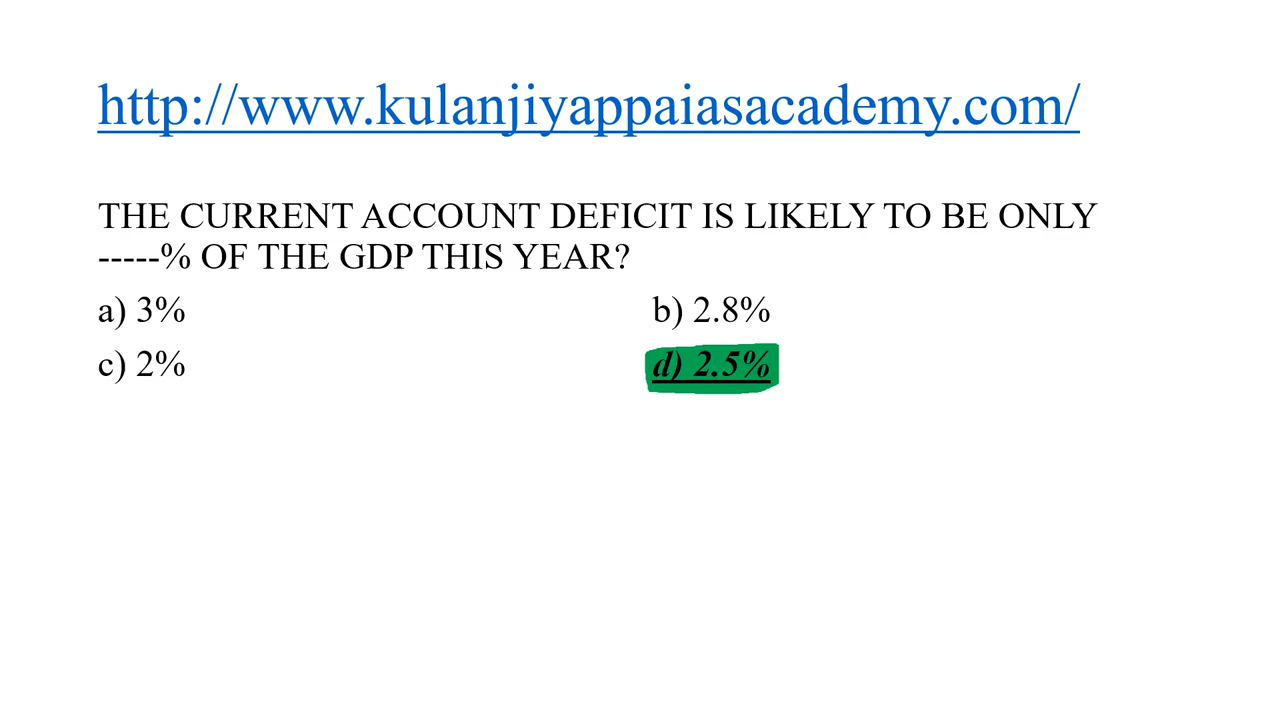 http://www.kulanjiyappaiasacademy.com/
THE CURRENT ACCOUNT DEFICIT IS LIKELY TO BE ONLY
-----% OF THE GDP THIS YEAR?
a) 3% b) 2.8%
c) 2% d) 2.5%